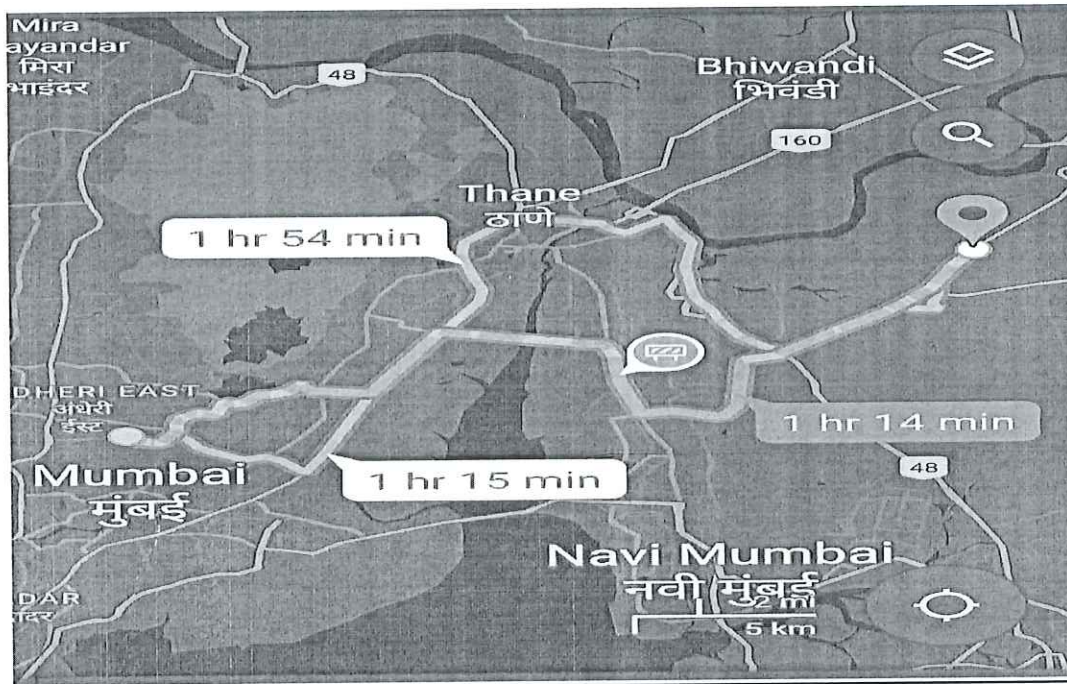 Mira
ayandar
मिरा
भाइंदर
48
Bhiwandi
भिवंडी
160
Thane
ठाणे
1 hr 54 min
DHERI EAST
अंधेरी
ईस्ट
1 hr 14 min
Mumbai
मुंबई
1 hr 15 min
48
Navi Mumbai
नवी मुंबई
2 mi
5 km
DAR
दादर